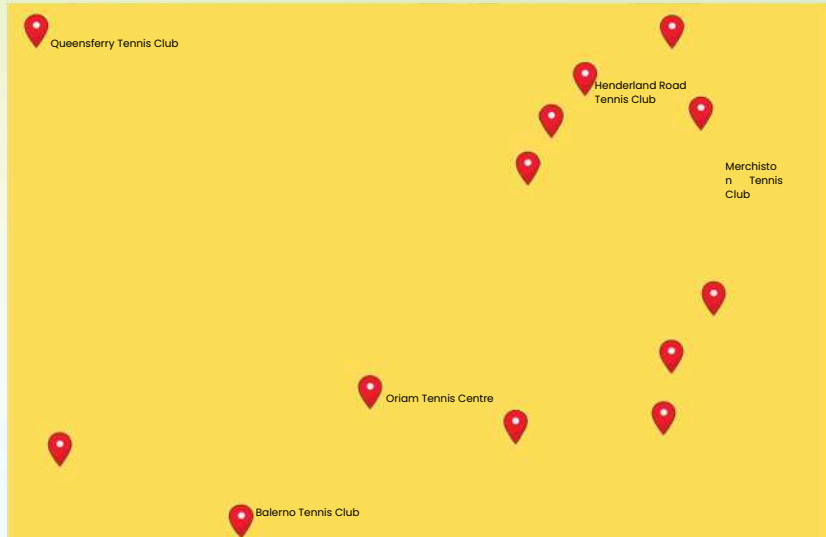 Queensferry Tennis Club
Henderland Road
Tennis Club
Merchisto
n Tennis
Club
Oriam Tennis Centre
Balerno Tennis Club